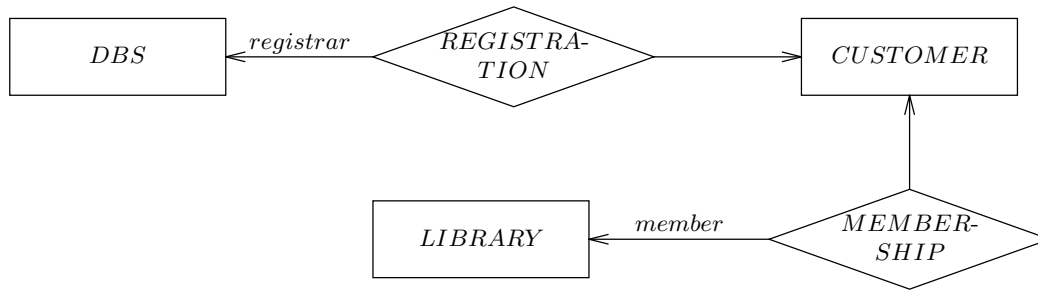 DBS
registrar
REGISTRA-
TION
CUSTOMER
LIBRARY
member
MEMBER-
SHIP